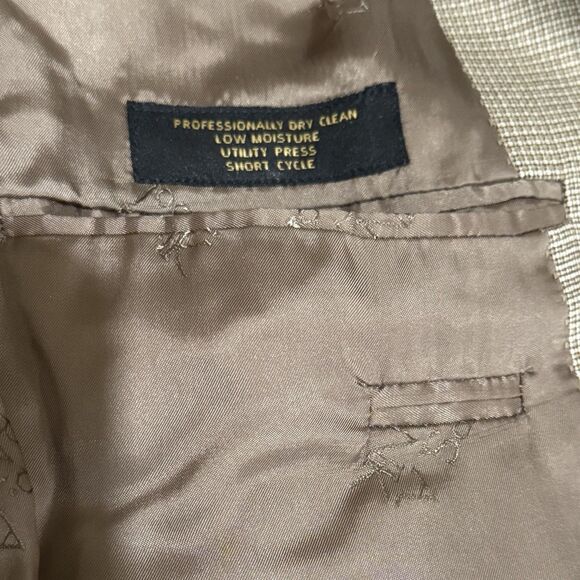 PROFESSIONALLY DRY CLEAN
LOW MOISTURE
UTILITY PRESS
SHORT CYCLE